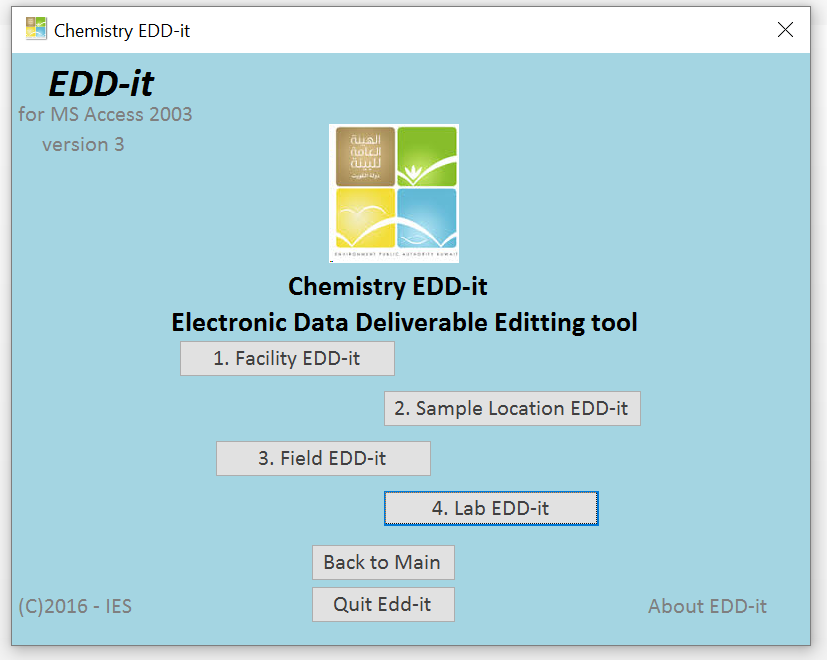 Chemistry EDD-it
EDD-it
for MS Access 2003
version 3
الهيئة
العامة
للبيئة
دولة الكويت
ENVIRONMENT PUBLIC AUTHORITY KUWAIT
Chemistry EDD-it
Electronic Data Deliverable Editting tool
1. Facility EDD-it
2. Sample Location EDD-it
3. Field EDD-it
4. Lab EDD-it
Back to Main
Quit Edd-it
(C)2016 - IES
About EDD-it